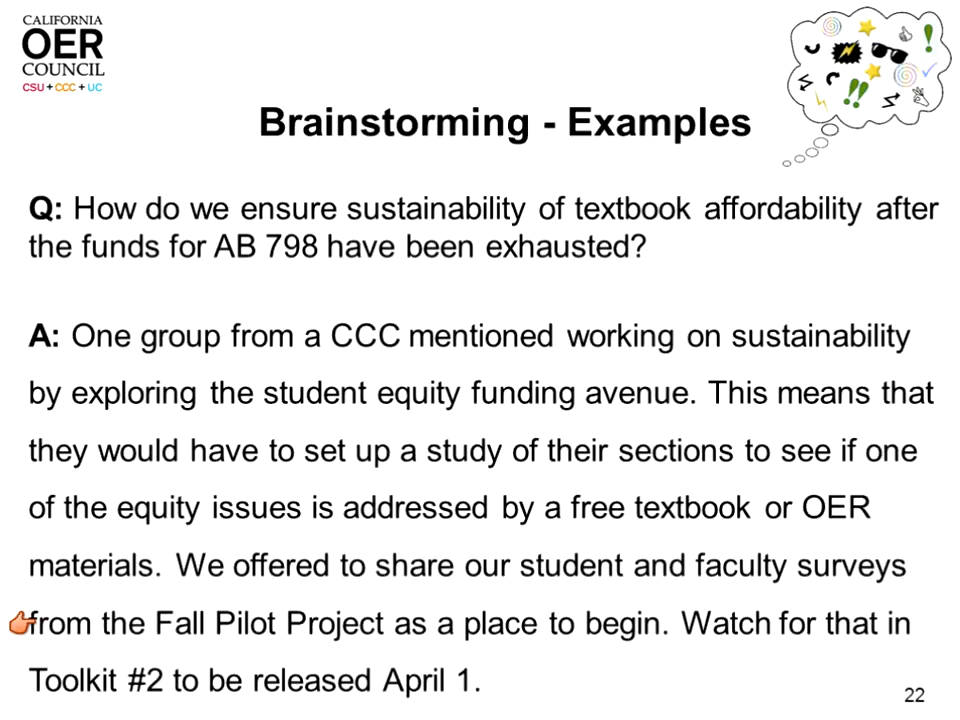 CALIFORNIA
OER
COUNCIL
CSU + CCC + UC
Brainstorming - Examples
Q: How do we ensure sustainability of textbook affordability after
the funds for AB 798 have been exhausted?
A: One group from a CCC mentioned working on sustainability
by exploring the student equity funding avenue. This means that
they would have to set up a study of their sections to see if one
of the equity issues is addressed by a free textbook or OER
materials. We offered to share our student and faculty surveys
from the Fall Pilot Project as a place to begin. Watch for that in
Toolkit #2 to be released April 1.
22